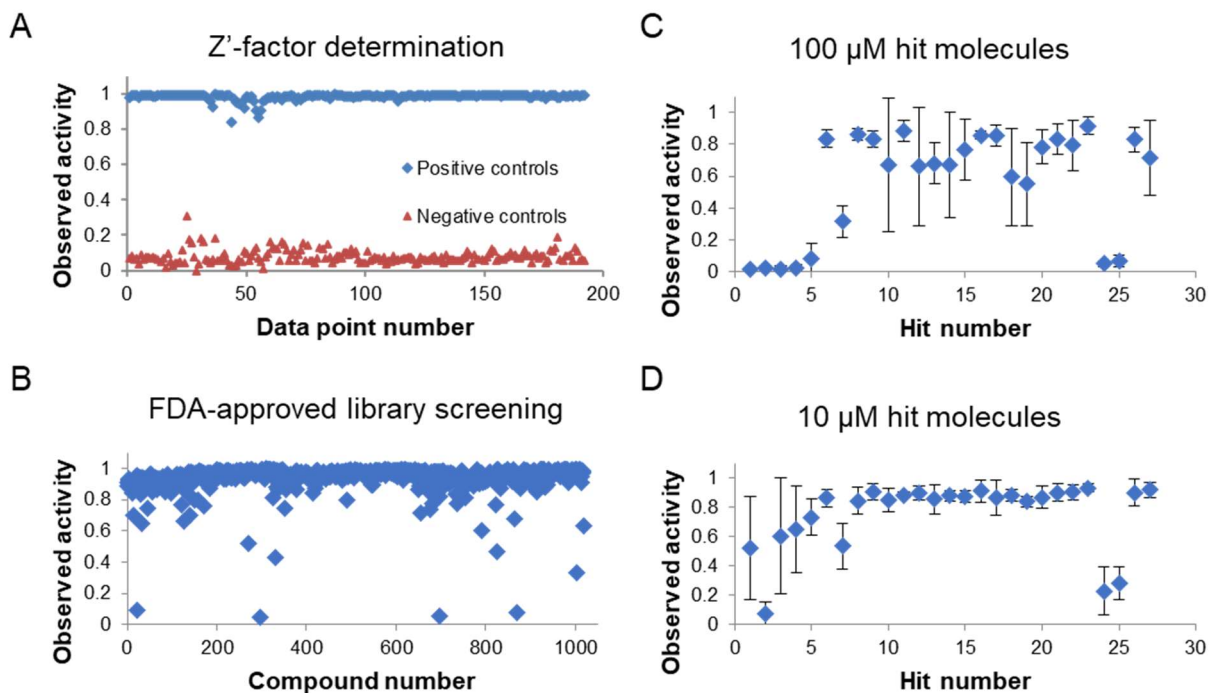 A
Z'-factor determination
Observed activity
1
0.8
0.6
0.4
0.2
0
Positive controls
Negative controls
0
50
100
150
200
Data point number
B
FDA-approved library screening
Observed activity
1
0.8
0.6
0.4
0.2
0
0
200
400
600
800
1000
Compound number
C
100 µM hit molecules
Observerd activity
1
0.8
0.6
0.4
0.2
0
0
5
10
15
20
25
30
Hit number
D
10 µM hit molecules
Observed activity
1
0.8
0.6
0.4
0.2
0
0
5
10
15
20
25
30
Hit number